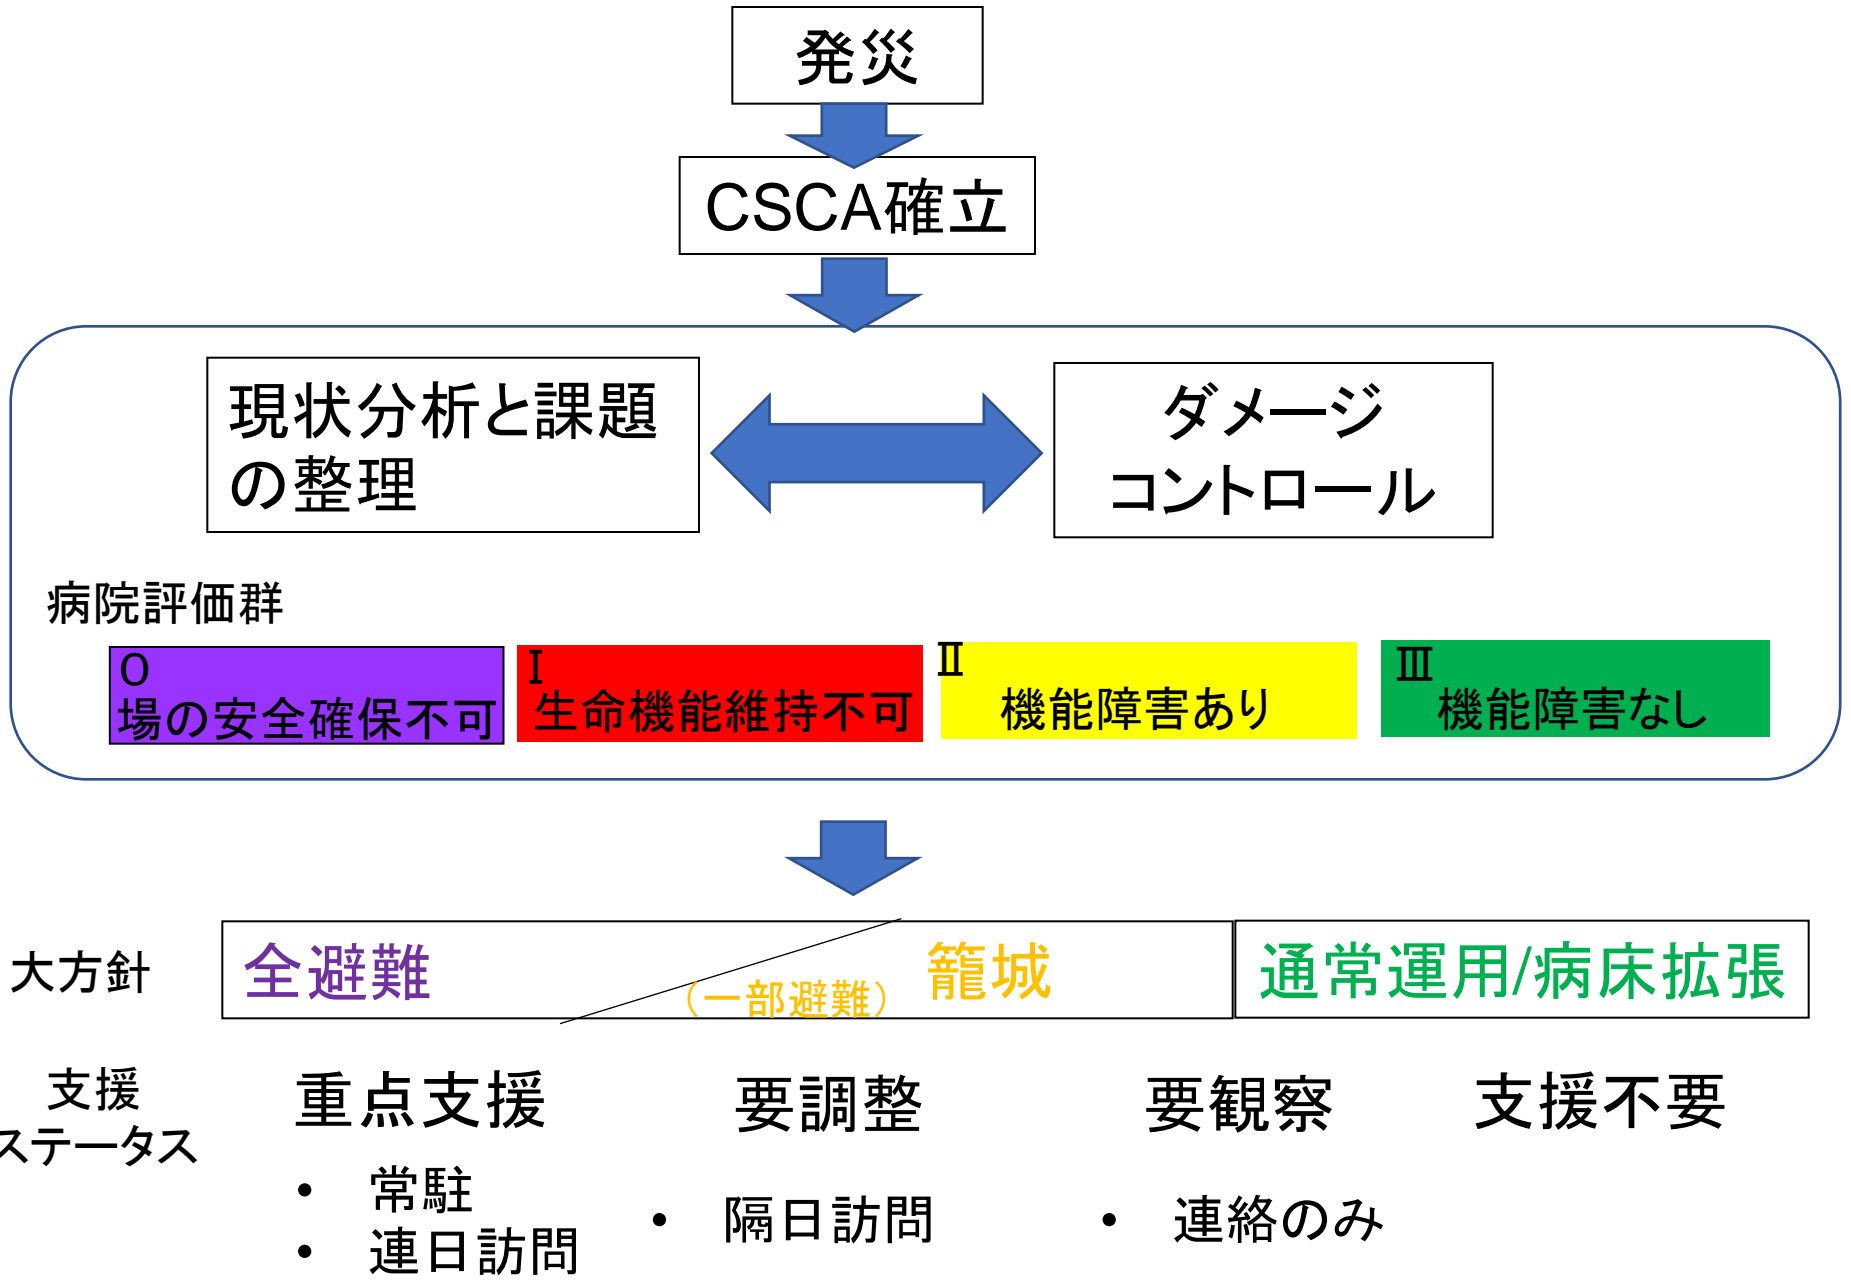 発災
CSCA確立
現状分析と課題
の整理
ダメージ
コントロール
病院評価群
0
場の安全確保不可
Ⅰ
生命機能維持不可
Ⅱ
機能障害あり
Ⅲ
機能障害なし
大方針
全避難
（一部避難）
籠城
通常運用/病床拡張
支援
ステータス
重点支援
要調整
要観察
支援不要
• 常駐
• 連日訪問
• 隔日訪問
• 連絡のみ